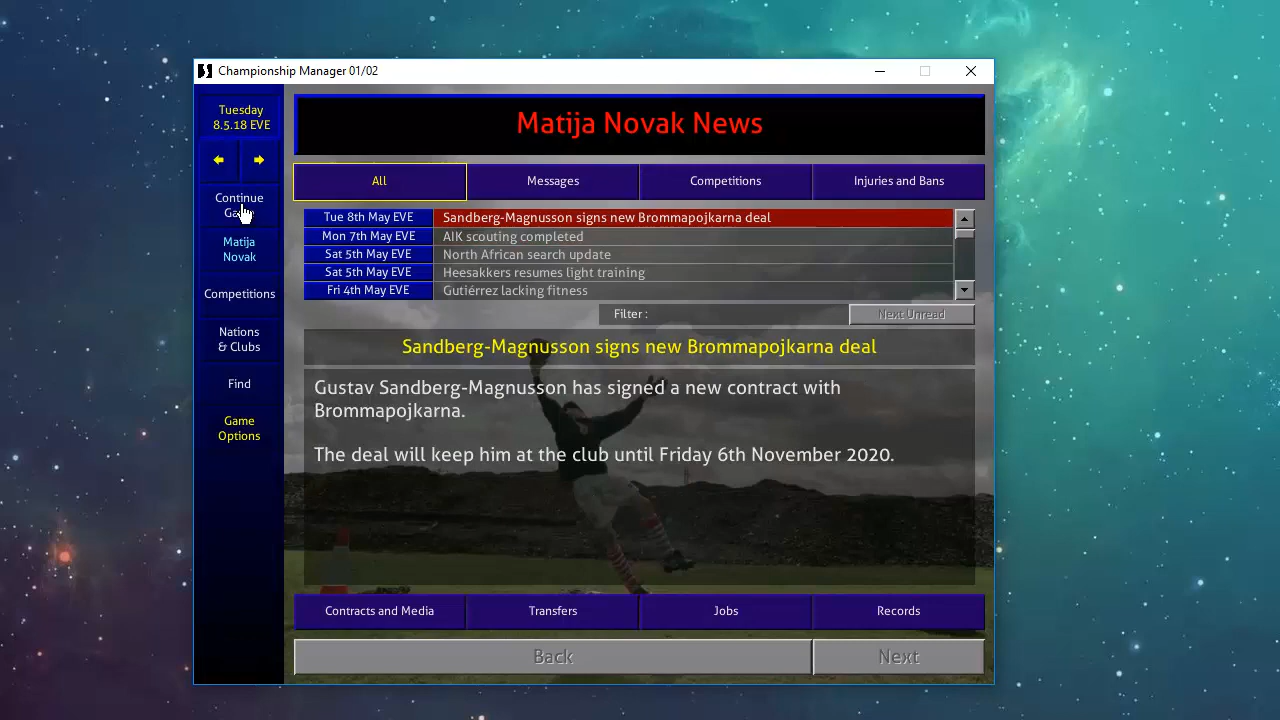 Championship Manager 01/02
Tuesday
8.5.18 EVE
Continue
Matija
Novak
Competitions
Nations
& Clubs
Find
Game
Options
Matija Novak News
All
Messages
Competitions
Injuries and Bans
Tue 8th May EVE Sandberg-Magnusson signs new Brommapojkarna deal
Mon 7th May EVE AIK scouting completed
Sat 5th May EVE North African search update
Sat 5th May EVE Heesakkers resumes light training
Fri 4th May EVE Gutiérrez lacking fitness
Filter :
Next Unread
Sandberg-Magnusson signs new Brommapojkarna deal
Gustav Sandberg-Magnusson has signed a new contract with
Brommapojkarna.
The deal will keep him at the club until Friday 6th November 2020.
Contracts and Media
Transfers
Jobs
Records
Back
Next